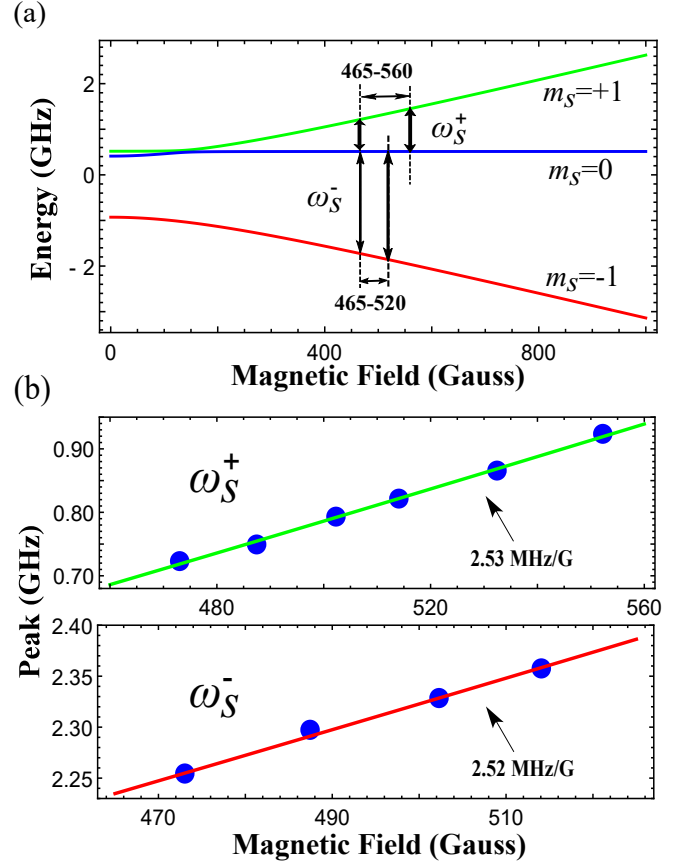 (a)
465-560
2
0
-2
Energy (GHz)
m_S=+1
ω_S^+
m_S=0
ω_S^-
m_S=-1
465-520
0 400 800
Magnetic Field (Gauss)
(b)
0.90
0.80
0.70
ω_S^+
2.53 MHz/G
480 520 560
Peak (GHz)
2.40
2.35
2.30
2.25
ω_S^-
2.52 MHz/G
470 490 510
Magnetic Field (Gauss)